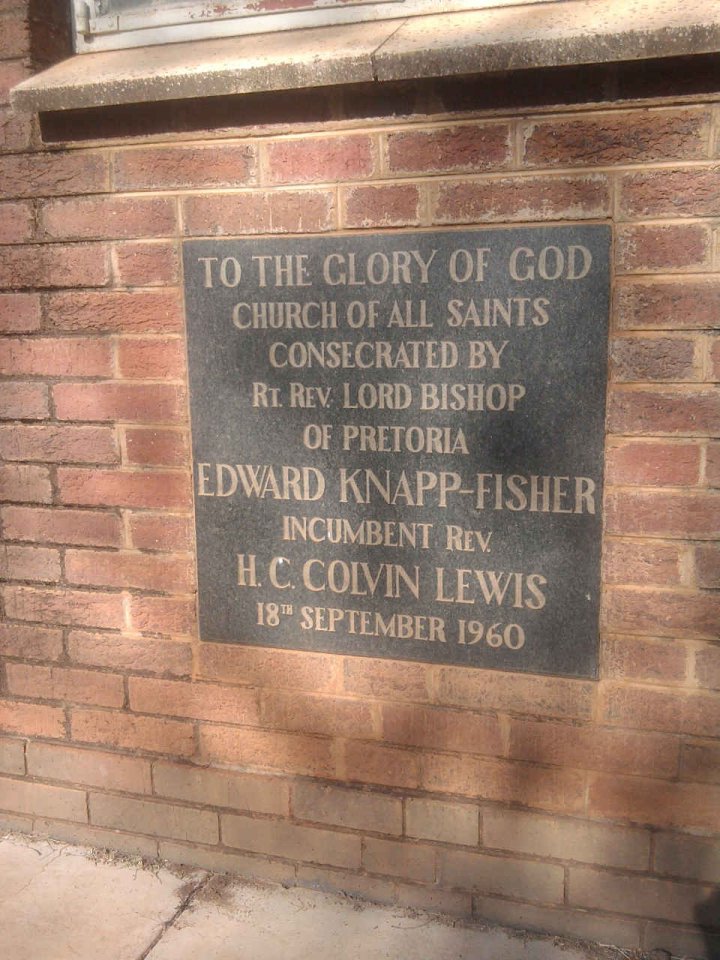 TO THE GLORY OF GOD
CHURCH OF ALL SAINTS
CONSECRATED BY
RT. REV. LORD BISHOP
OF PRETORIA
EDWARD KNAPP-FISHER
INCUMBENT REV.
H. C. COLVIN LEWIS
18TH SEPTEMBER 1960